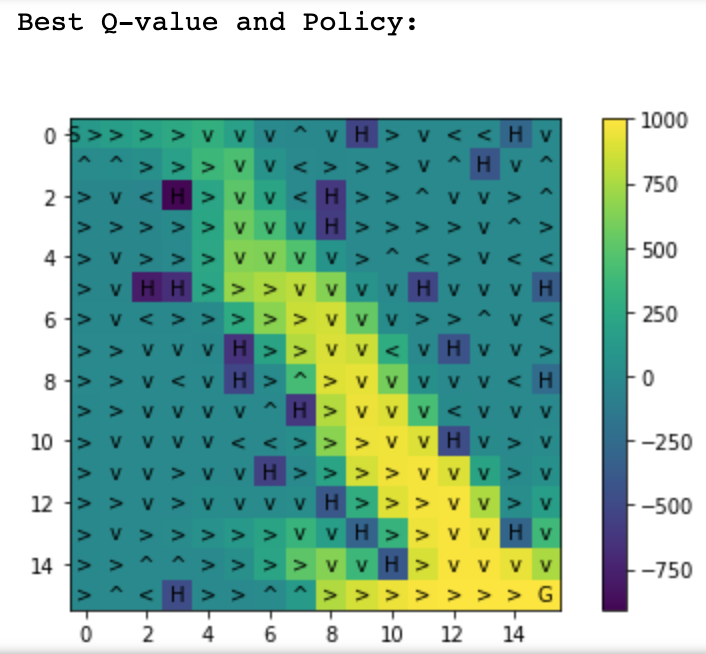 Best Q-value and Policy:
0 S > > > > v v v ^ v H > v < < H v 1000
^ ^ > > > v v < > > > v ^ H v ^
2 > v < H > v v < H > > ^ v v > ^ 750
> > > > > v v v H > > > > v ^ >
4 > v > > > v v v v > ^ < > v < < 500
> v H H > > > v v v v H v v v H
6 > v < > > > > > v v v > > ^ v < 250
> > v v v H > > v v < v H v v >
8 > > v < v H > ^ > v v v v v < H 0
> > v v v v ^ H > v v v < v v v
10 > v v v v < < > > > v v H v > v -250
> v v > v v H > > > > v v v > v
12 > > v > v v v v H > > > v v > v -500
> v > > > > > v v H > > v v H v
14 > > ^ ^ > > > > v v H > v v v v -750
> ^ < H > > ^ ^ > > > > > > > G
0 2 4 6 8 10 12 14